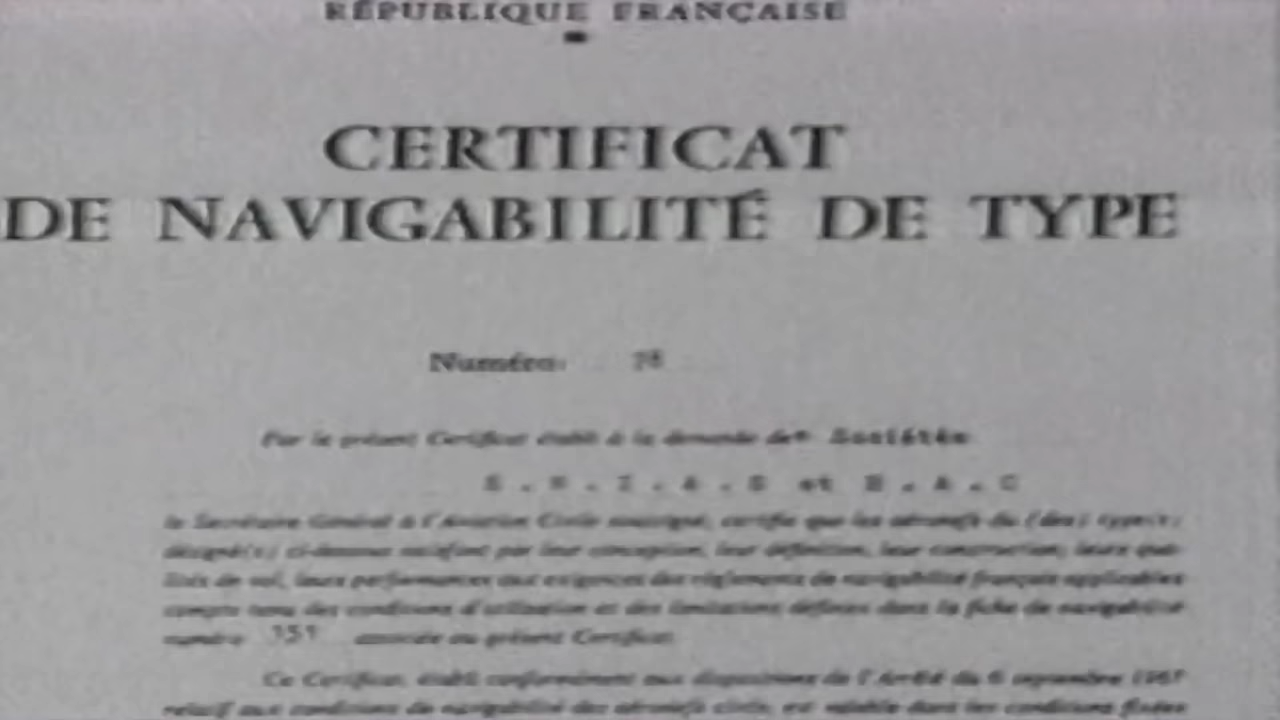 RÉPUBLIQUE FRANÇAISE
CERTIFICAT
DE NAVIGABILITÉ DE TYPE
Numéro: 78
Par le présent Certificat établi à la demande des Sociétés
S.N.I.A.S et B.A.C
le Secrétaire Général à l'Aviation Civile soussigné, certifie que les aéronefs du (des) type(s)
désigné(s) ci-dessous satisfont par leur conception, leur définition, leur construction, leurs qua-
lités de vol, leurs performances aux exigences des règlements de navigabilité français applicables
compte tenu des conditions d'utilisation et des limitations définies dans la fiche de navigabilité
numéro 151 associée au présent Certificat.
Ce Certificat, établi conformément aux dispositions de l'Arrêté du 6 septembre 1967
relatif aux conditions de navigabilité des aéronefs civils, est valable dans les conditions fixées